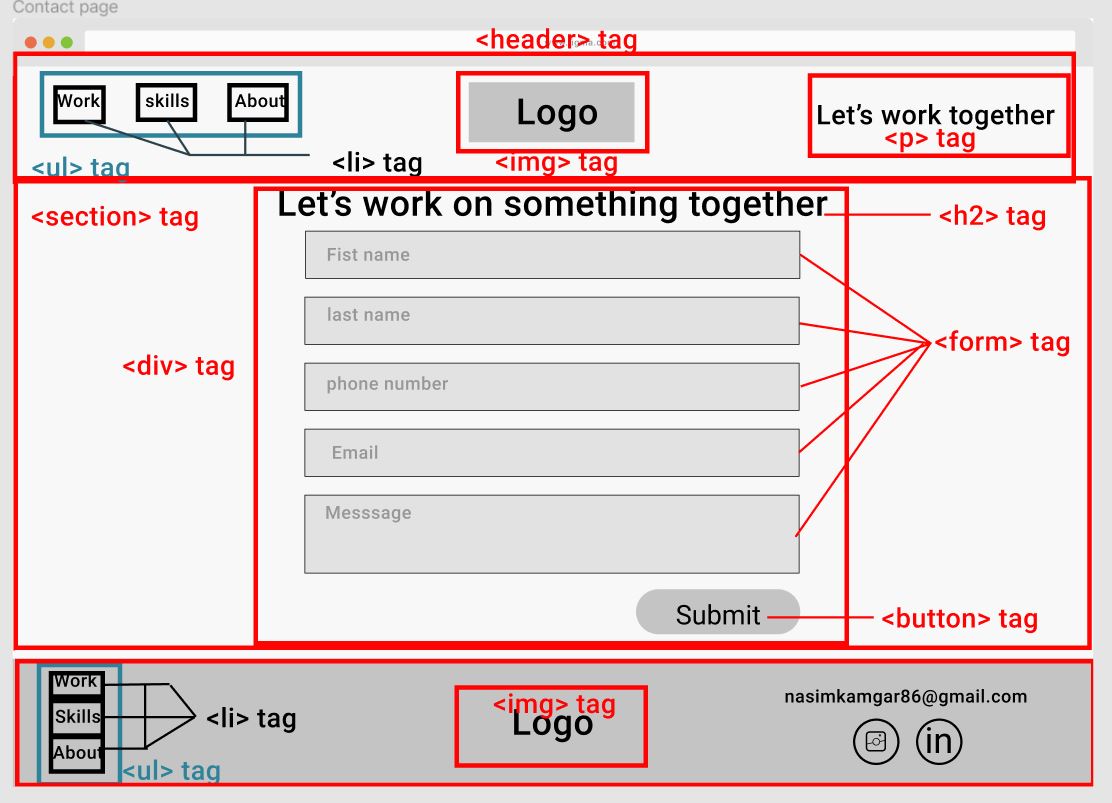 Contact page
<header> tag
Work
skills
About
Logo
Let's work together
<p> tag
<img> tag
<ul> tag
<li> tag
<section> tag
Let's work on something together
<h2> tag
Fist name
last name
<form> tag
<div> tag
phone number
Email
Messsage
Submit
<button> tag
Work
Skills
About
<li> tag
<ul> tag
<img> tag
Logo
nasimkamgar86@gmail.com
in